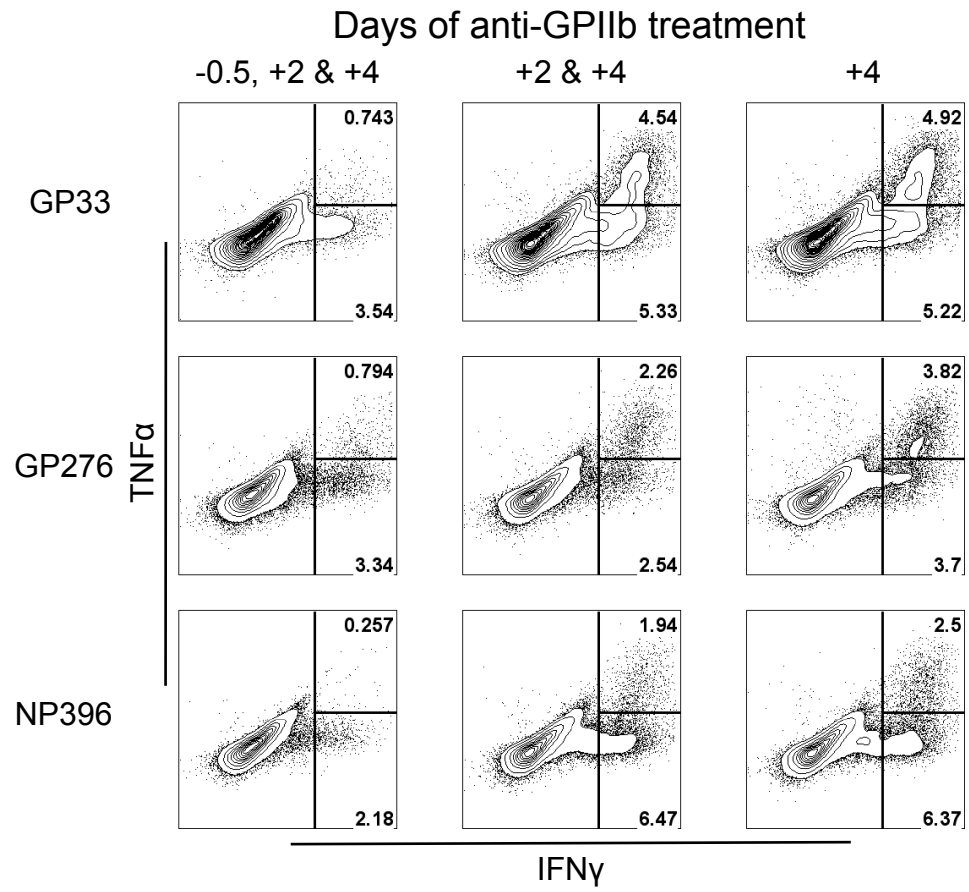 Days of anti-GPIIb treatment
-0.5, +2 & +4
+2 & +4
+4
GP33
0.743
3.54
4.54
5.33
4.92
5.22
TNFα
GP276
0.794
3.34
2.26
2.54
3.82
3.7
NP396
0.257
2.18
1.94
6.47
2.5
6.37
IFNγ